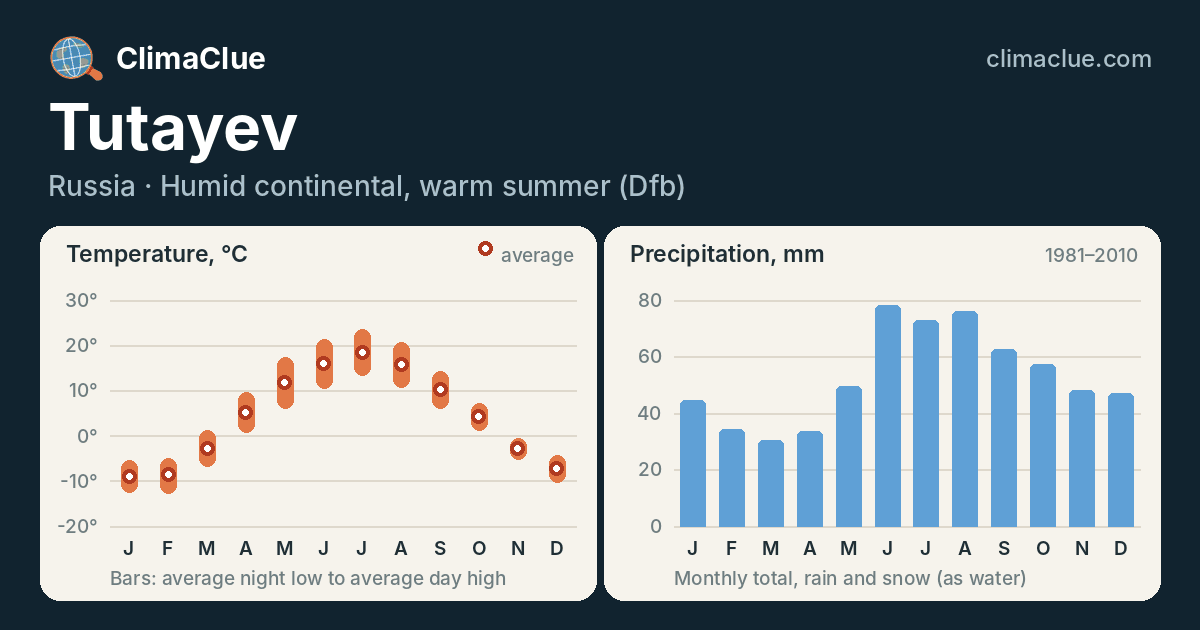 ClimaClue
climaclue.com
Tutayev
Russia · Humid continental, warm summer (Dfb)
Temperature, °C
average
30°
20°
10°
0°
-10°
-20°
J F M A M J J A S O N D
Bars: average night low to average day high
Precipitation, mm
1981–2010
80
60
40
20
0
J F M A M J J A S O N D
Monthly total, rain and snow (as water)